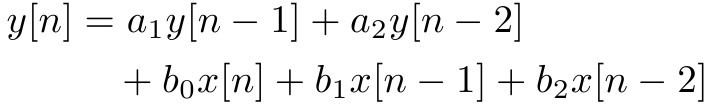 y[n] = a₁y[n − 1] + a₂y[n − 2]
+ b₀x[n] + b₁x[n − 1] + b₂x[n − 2]